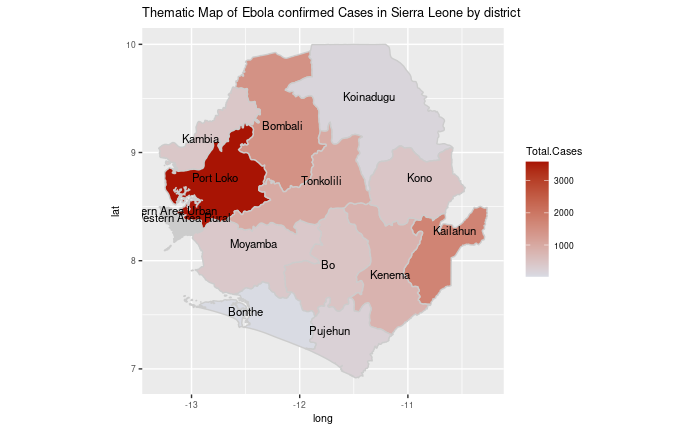 Thematic Map of Ebola confirmed Cases in Sierra Leone by district
10
9
8
7
lat
Koinadugu
Bombali
Kambia
Port Loko
Tonkolili
Kono
ern Area Urban
estern Area Rural
Kailahun
Moyamba
Bo
Kenema
Bonthe
Pujehun
-13
-12
-11
long
Total.Cases
3000
2000
1000